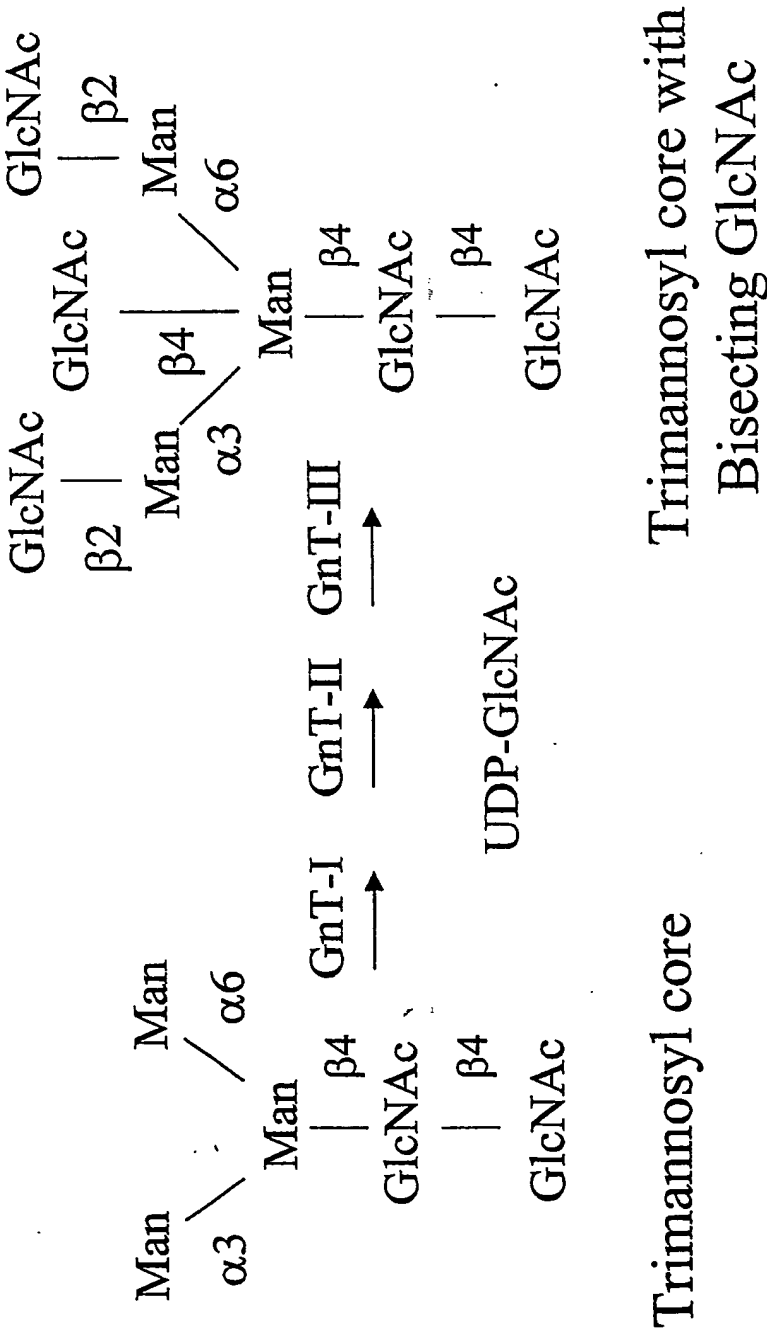 GlcNAc GlcNAc
GlcNAc
β2 β2
Man Man Man Man
β4
α3 α6 α3 α6
Man Man
GnT-I GnT-II GnT-III
β4 β4
GlcNAc GlcNAc
β4 β4
UDP-GlcNAc
GlcNAc GlcNAc
Trimannosyl core Trimannosyl core with
Bisecting GlcNAc